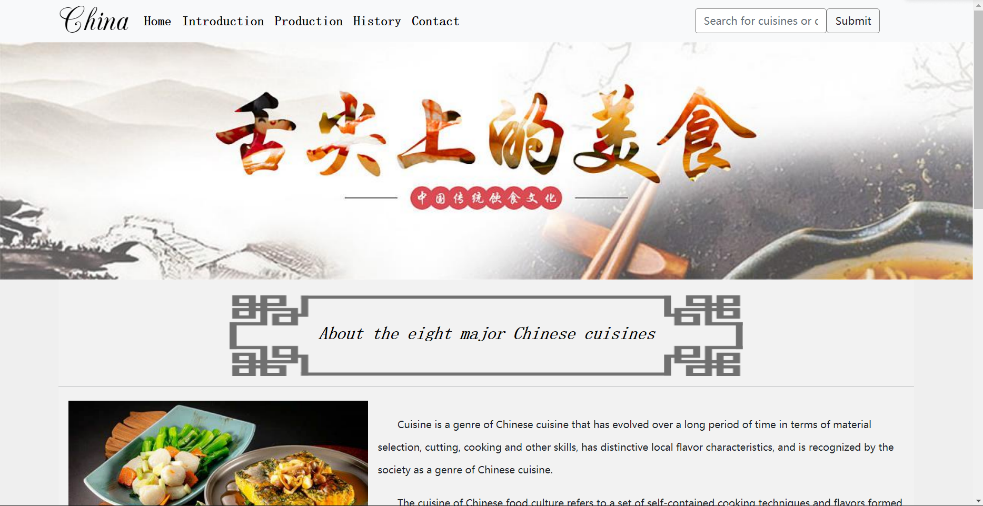 China
Home Introduction Production History Contact
Search for cuisines or c
Submit
舌尖上的美食
中国传统饮食文化
About the eight major Chinese cuisines
Cuisine is a genre of Chinese cuisine that has evolved over a long period of time in terms of material
selection, cutting, cooking and other skills, has distinctive local flavor characteristics, and is recognized by the
society as a genre of Chinese cuisine.
The cuisine of Chinese food culture refers to a set of self-contained cooking techniques and flavors formed